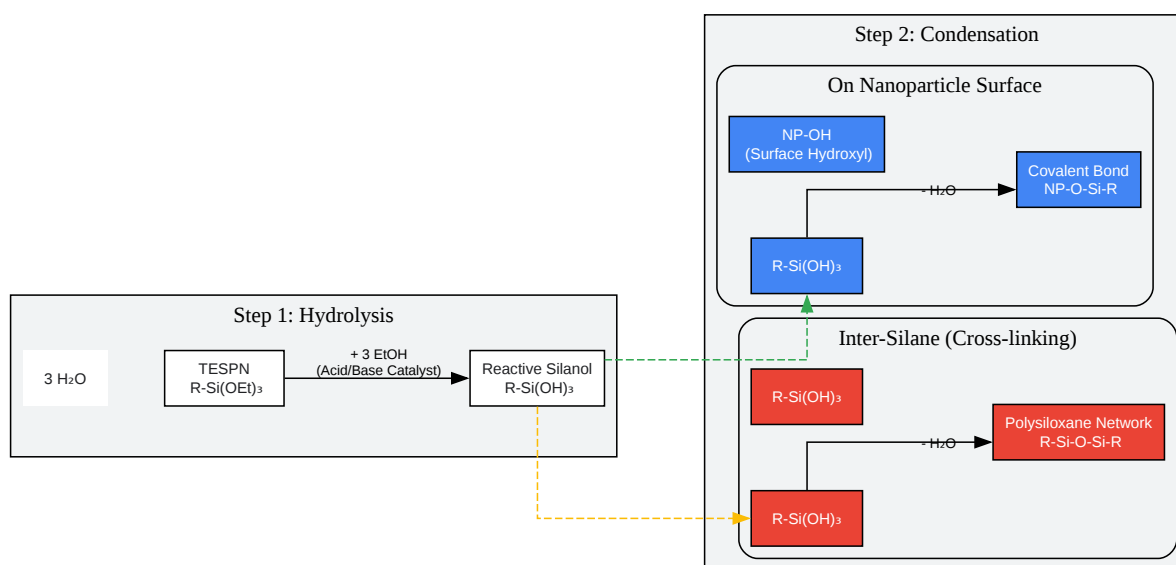 Step 1: Hydrolysis
3 H₂O
TESPN
R-Si(OEt)₃
+ 3 EtOH
(Acid/Base Catalyst)
Reactive Silanol
R-Si(OH)₃
Step 2: Condensation
On Nanoparticle Surface
NP-OH
(Surface Hydroxyl)
R-Si(OH)₃
- H₂O
Covalent Bond
NP-O-Si-R
Inter-Silane (Cross-linking)
R-Si(OH)₃
R-Si(OH)₃
- H₂O
Polysiloxane Network
R-Si-O-Si-R